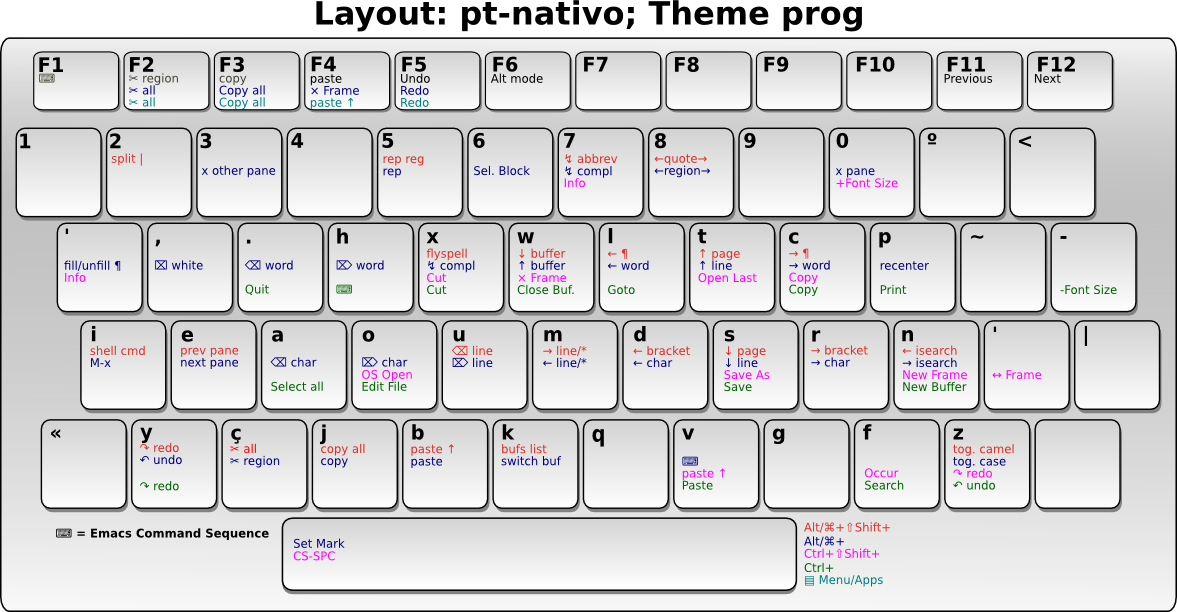 Layout: pt-nativo; Theme prog
F1
⌨
F2
✂ region
✂ all
✂ all
F3
copy
Copy all
Copy all
F4
paste
× Frame
paste ↑
F5
Undo
Redo
Redo
F6
Alt mode
F7
F8
F9
F10
F11
Previous
F12
Next
1
2
split |
3
x other pane
4
5
rep reg
rep
6
Sel. Block
7
↯ abbrev
↯ compl
Info
8
←quote→
←region→
9
0
x pane
+Font Size
º
<
'
fill/unfill ¶
Info
,
⌧ white
.
⌫ word
Quit
h
⌦ word
⌨
x
flyspell
↯ compl
Cut
Cut
w
↓ buffer
↑ buffer
× Frame
Close Buf.
l
← ¶
← word
Goto
t
↑ page
↑ line
Open Last
c
→ ¶
→ word
Copy
Copy
p
recenter
Print
~
-
-Font Size
i
shell cmd
M-x
e
prev pane
next pane
a
⌫ char
Select all
o
⌦ char
OS Open
Edit File
u
⌫ line
⌦ line
m
→ line/*
← line/*
d
← bracket
← char
s
↓ page
↓ line
Save As
Save
r
→ bracket
→ char
n
← isearch
→ isearch
New Frame
New Buffer
'
↔ Frame
|
«
y
↷ redo
↶ undo
↷ redo
ç
✂ all
✂ region
j
copy all
copy
b
paste ↑
paste
k
bufs list
switch buf
q
v
⌨
paste ↑
Paste
g
f
Occur
Search
z
tog. camel
tog. case
↷ redo
↶ undo
⌨ = Emacs Command Sequence
Set Mark
CS-SPC
Alt/⌘+⇧Shift+
Alt/⌘+
Ctrl+⇧Shift+
Ctrl+
▤ Menu/Apps